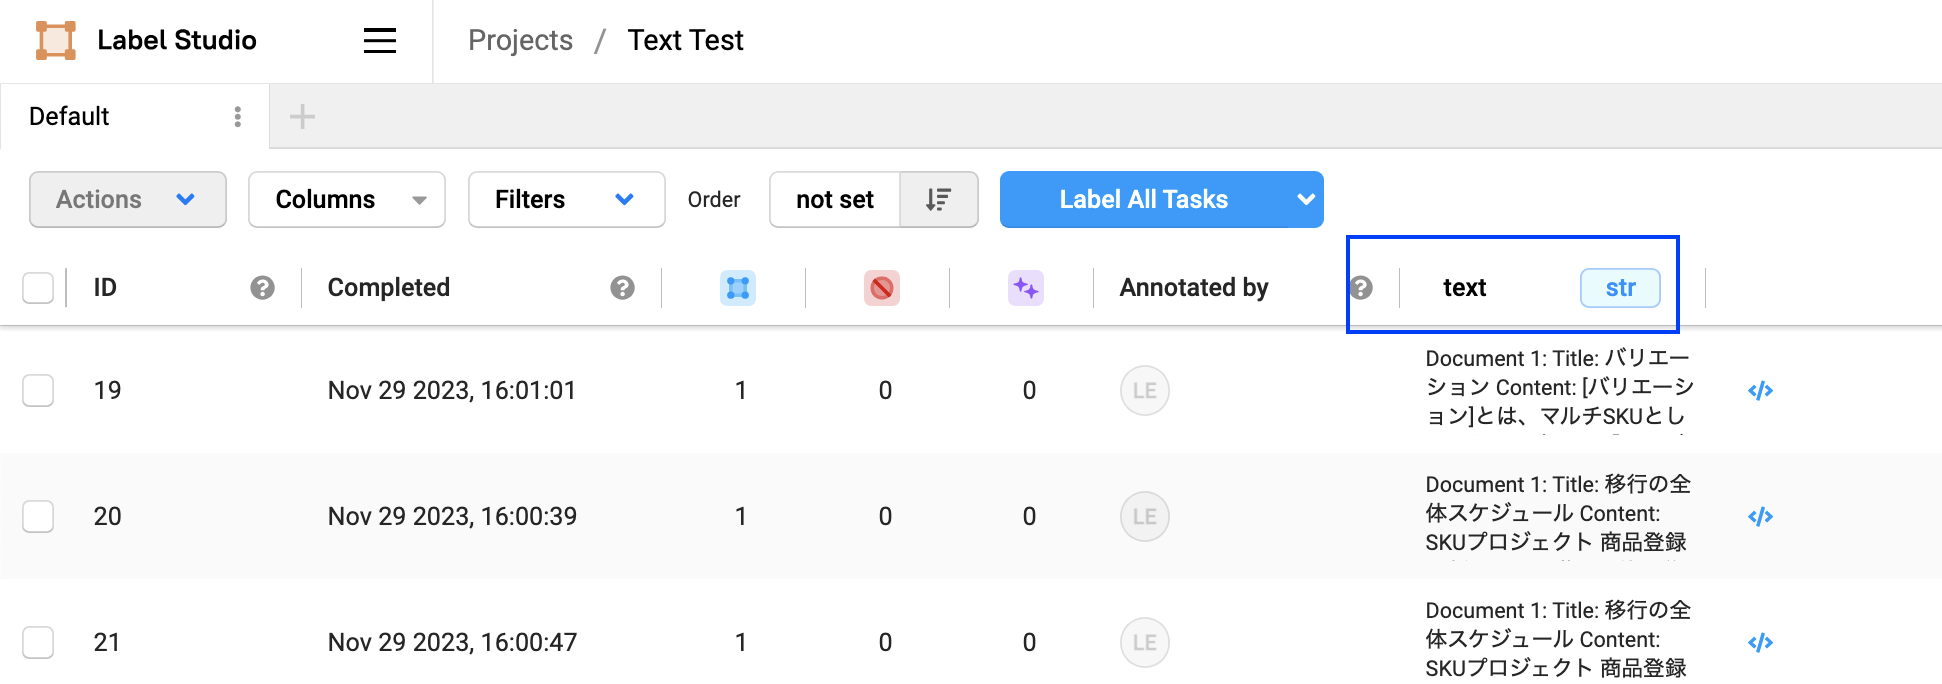 Label Studio
Projects / Text Test
Default
Actions
Columns
Filters
Order
not set
Label All Tasks
ID
Completed
Annotated by
text
str
19
Nov 29 2023, 16:01:01
1
0
0
LE
Document 1: Title: バリエー
ション Content: [バリエーシ
ョン]とは、マルチSKUとし
20
Nov 29 2023, 16:00:39
1
0
0
LE
Document 1: Title: 移行の全
体スケジュール Content:
SKUプロジェクト 商品登録
21
Nov 29 2023, 16:00:47
1
0
0
LE
Document 1: Title: 移行の全
体スケジュール Content:
SKUプロジェクト 商品登録